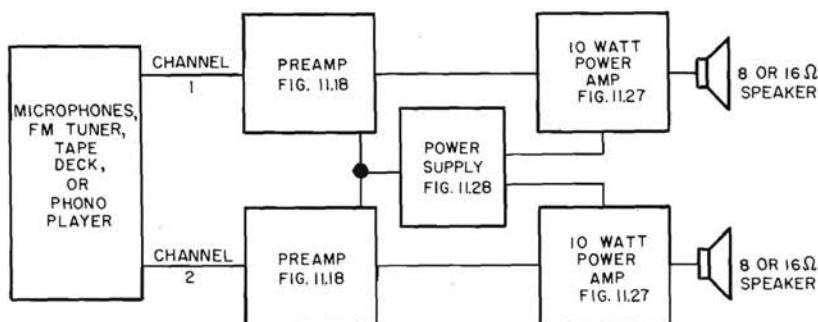 MICROPHONES,
FM TUNER,
TAPE
DECK,
OR
PHONO
PLAYER
CHANNEL
1
PREAMP
FIG. 11.18
10 WATT
POWER
AMP
FIG. 11.27
8 OR 16Ω
SPEAKER
POWER
SUPPLY
FIG. 11.28
CHANNEL
2
PREAMP
FIG. 11.18
10 WATT
POWER
AMP
FIG. 11.27
8 OR 16Ω
SPEAKER